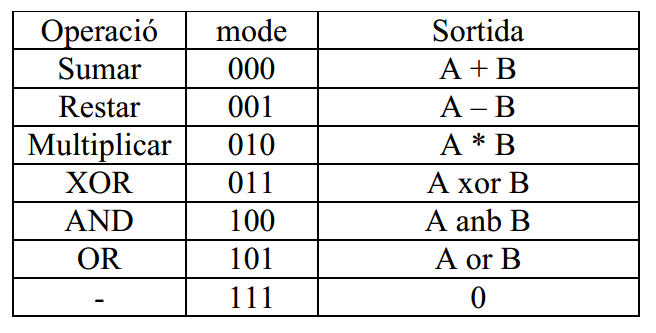 Operació mode Sortida
Sumar 000 A + B
Restar 001 A – B
Multiplicar 010 A * B
XOR 011 A xor B
AND 100 A anb B
OR 101 A or B
- 111 0